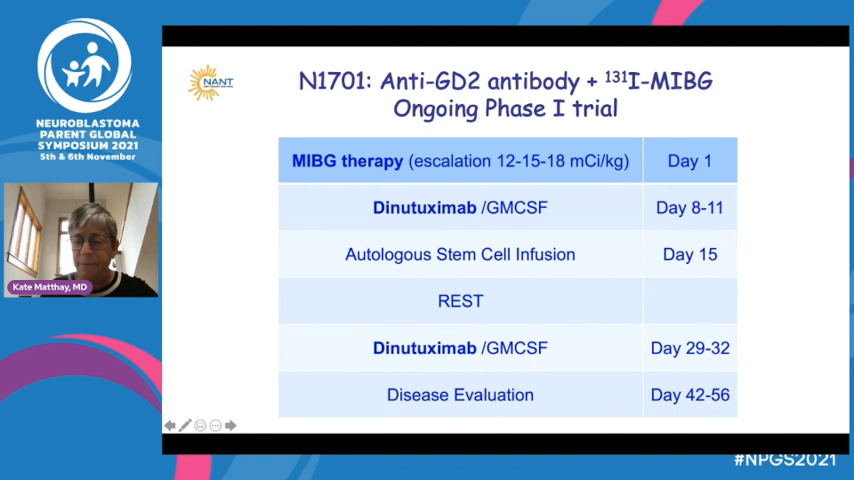 NEUROBLASTOMA
PARENT GLOBAL
SYMPOSIUM 2021
5th & 6th November
Kate Matthay, MD
NANT
N1701: Anti-GD2 antibody + ¹³¹I-MIBG
Ongoing Phase I trial
MIBG therapy (escalation 12-15-18 mCi/kg) Day 1
Dinutuximab /GMCSF Day 8-11
Autologous Stem Cell Infusion Day 15
REST
Dinutuximab /GMCSF Day 29-32
Disease Evaluation Day 42-56
#NPGS2021